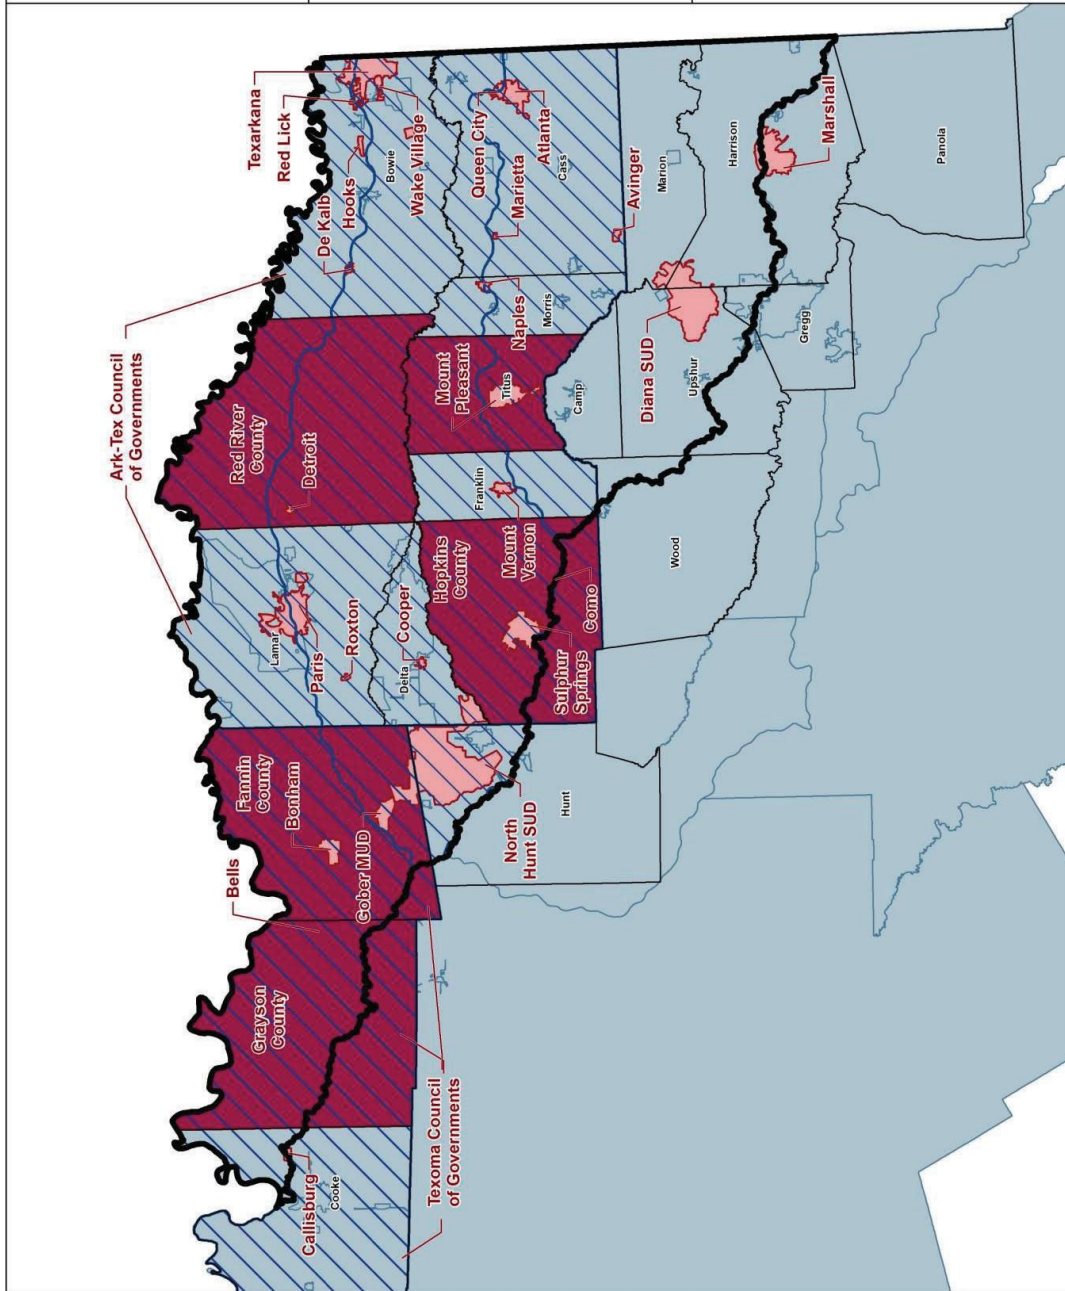 Texarkana
Red Lick
De Kalb
Hooks
Bowie
Wake Village
Queen City
Atlanta
Cass
Marietta
Avinger
Marion
Harrison
Marshall
Panola
Ark-Tex Council
of Governments
Red River
County
Detroit
Mount
Pleasant
Titus
Naples
Morris
Camp
Diana SUD
Upshur
Gregg
Franklin
Mount
Vernon
Hopkins
County
Como
Sulphur
Springs
Wood
Lamar
Paris
Roxton
Delta
Cooper
Fannin
County
Bonham
Gober MUD
North
Hunt SUD
Hunt
Bells
Grayson
County
Texoma Council
of Governments
Callisburg
Cooke